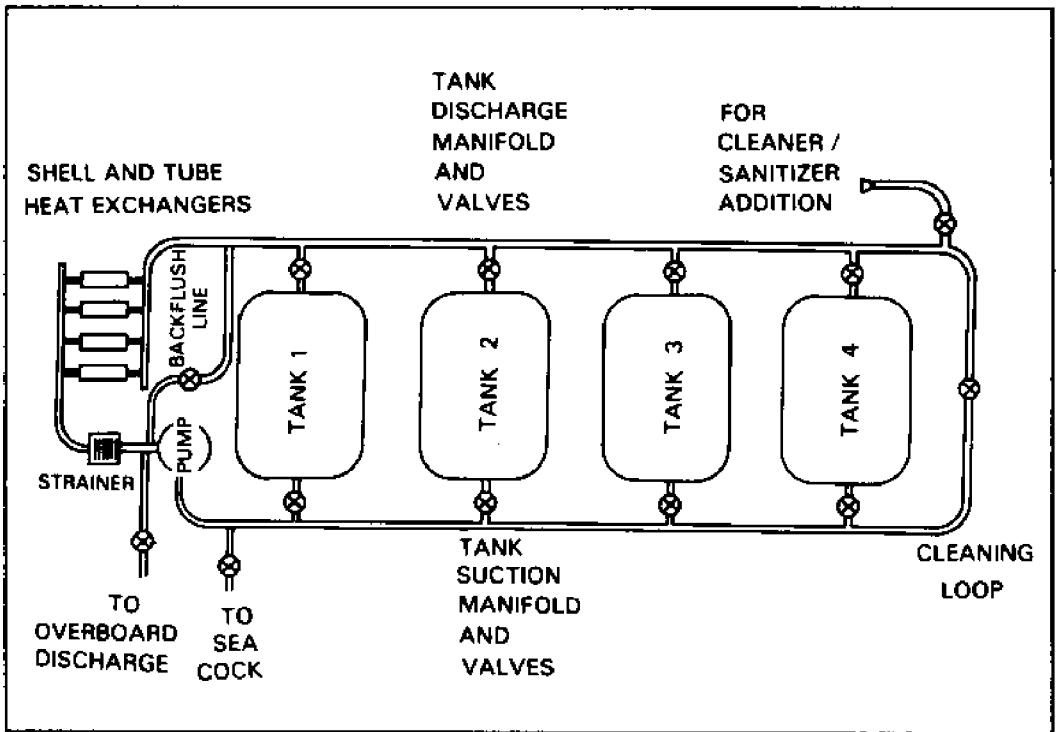 TANK
DISCHARGE
MANIFOLD
AND
VALVES
FOR
CLEANER /
SANITIZER
ADDITION
SHELL AND TUBE
HEAT EXCHANGERS
BACKFLUSH
LINE
TANK 1
TANK 2
TANK 3
TANK 4
PUMP
STRAINER
TO
OVERBOARD
DISCHARGE
TO
SEA
COCK
TANK
SUCTION
MANIFOLD
AND
VALVES
CLEANING
LOOP